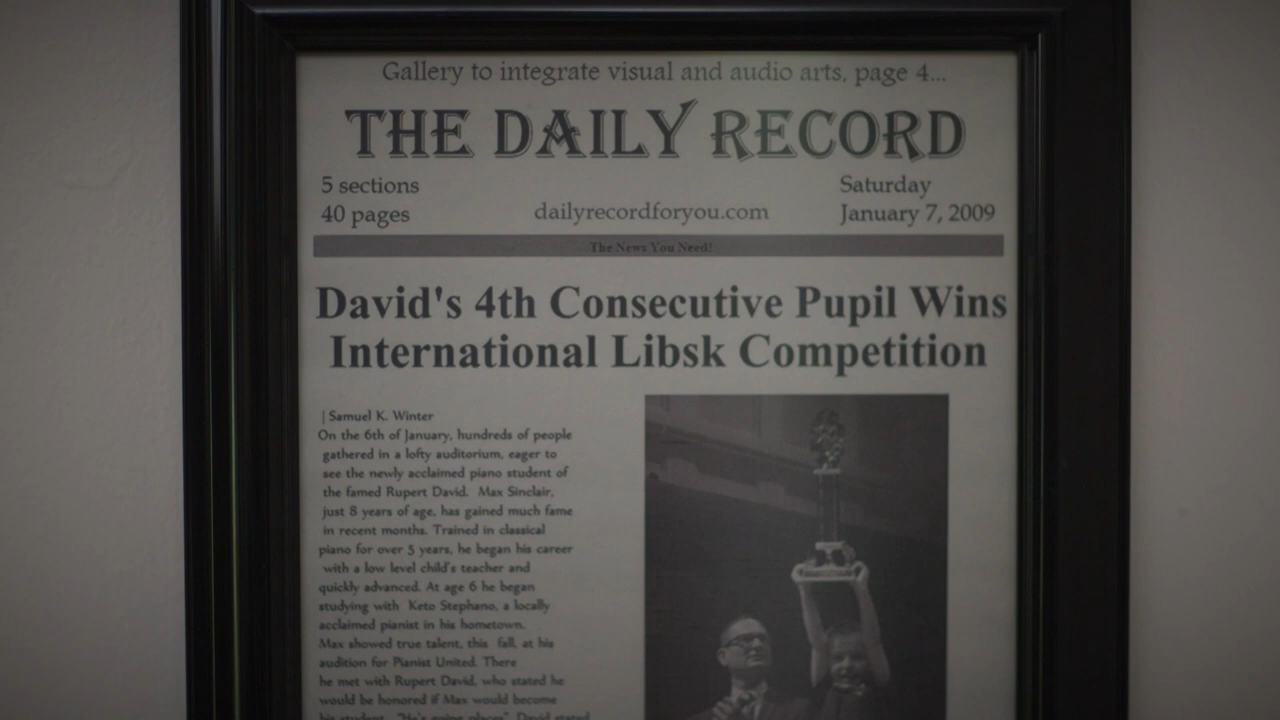 Gallery to integrate visual and audio arts, page 4...
THE DAILY RECORD
5 sections
40 pages
dailyrecordforyou.com
Saturday
January 7, 2009
The News You Need!
David's 4th Consecutive Pupil Wins
International Libsk Competition
| Samuel K. Winter
On the 6th of January, hundreds of people
gathered in a lofty auditorium, eager to
see the newly acclaimed piano student of
the famed Rupert David. Max Sinclair,
just 8 years of age, has gained much fame
in recent months. Trained in classical
piano for over 5 years, he began his career
with a low level child's teacher and
quickly advanced. At age 6 he began
studying with Keto Stephano, a locally
acclaimed pianist in his hometown.
Max showed true talent, this fall, at his
audition for Pianist United. There
he met with Rupert David, who stated he
would be honored if Max would become
his student. "He's going places", David stated